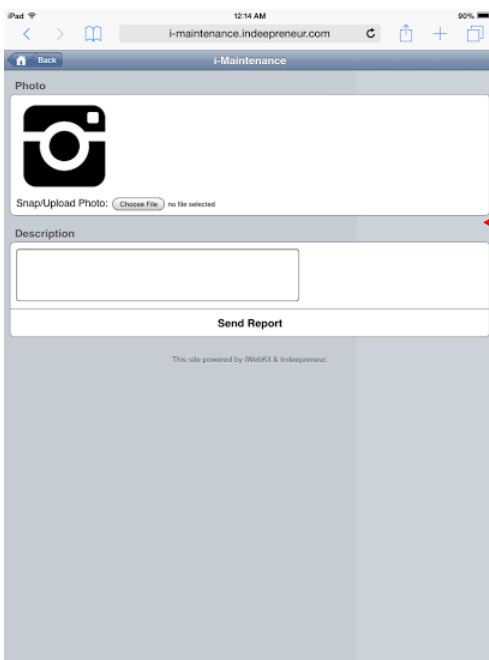 iPad 12:14 AM 90%
i-maintenance.indeepreneur.com
Back i-Maintenance
Photo
Snap/Upload Photo: Choose File no file selected
Description
Send Report
This site powered by iWebKit & Indeepreneur.